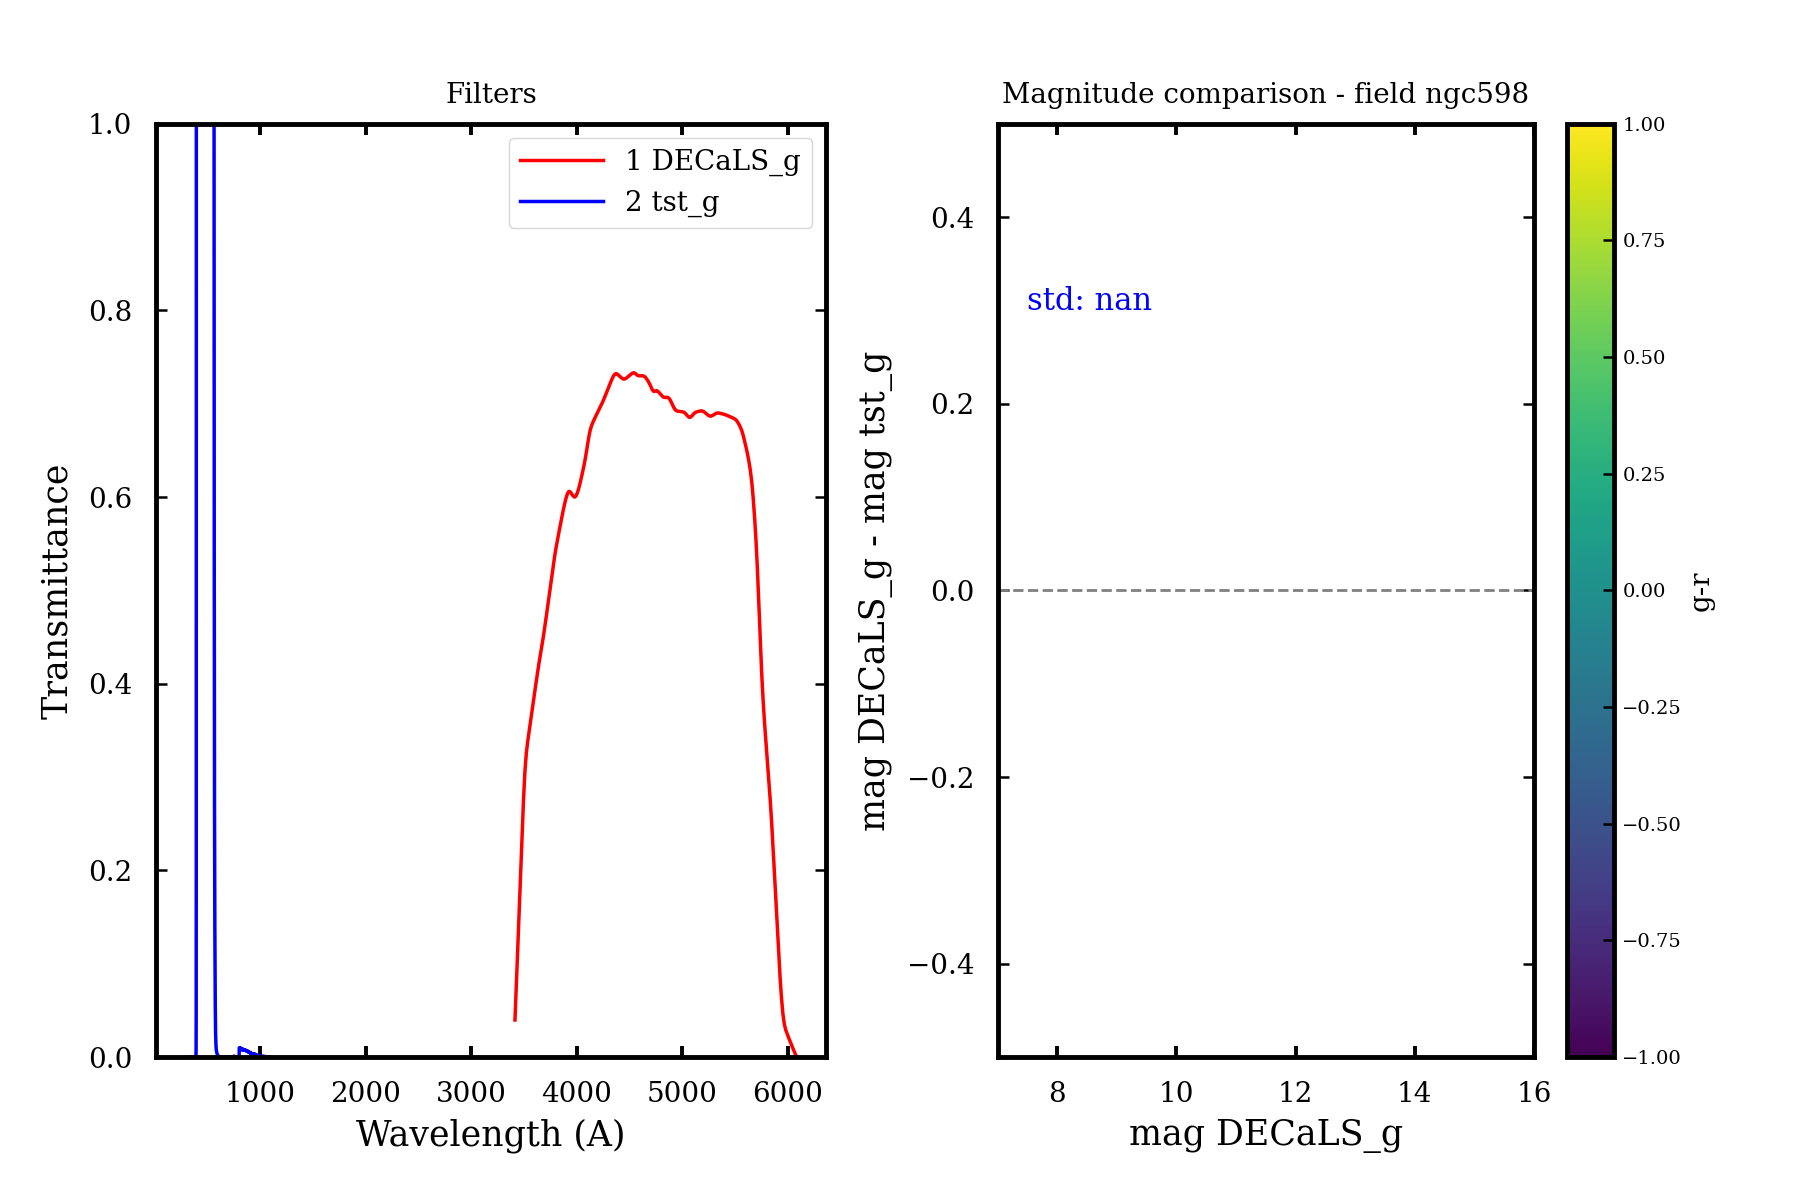 Filters
1.0
0.8
0.6
0.4
0.2
0.0
Transmittance
1 DECaLS_g
2 tst_g
1000 2000 3000 4000 5000 6000
Wavelength (A)
Magnitude comparison - field ngc598
0.4
0.2
0.0
−0.2
−0.4
mag DECaLS_g - mag tst_g
std: nan
8 10 12 14 16
mag DECaLS_g
1.00
0.75
0.50
0.25
0.00
−0.25
−0.50
−0.75
−1.00
g-r